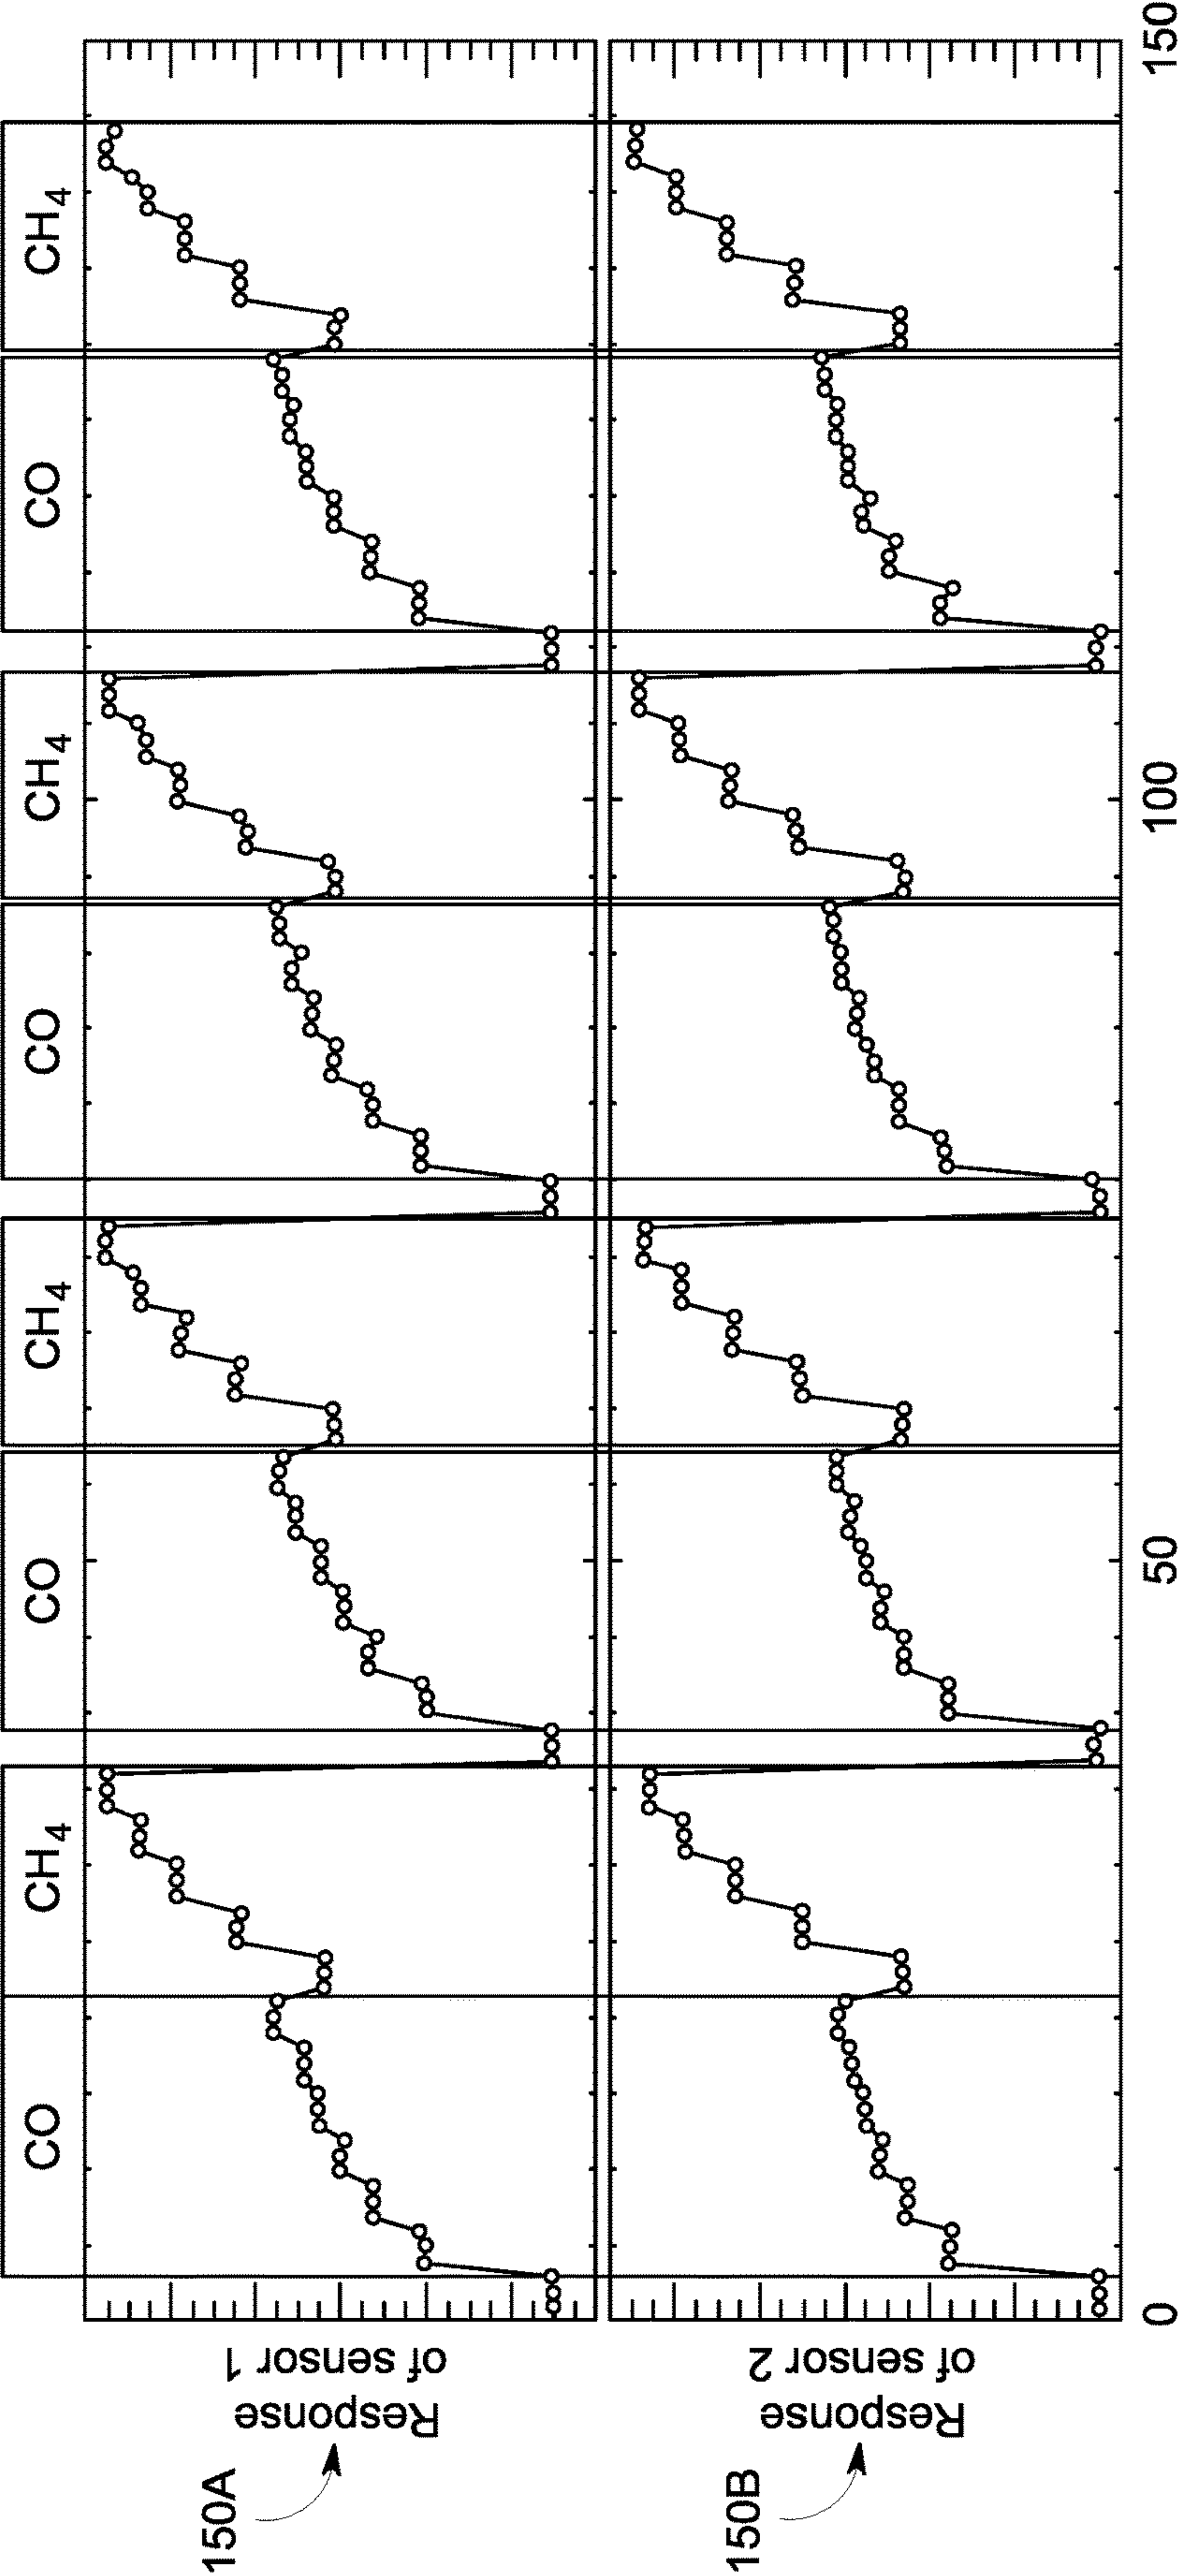 CO
CH4
CO
CH4
CO
CH4
CO
CH4
150A
Response
of sensor 1
150B
Response
of sensor 2
0
50
100
150